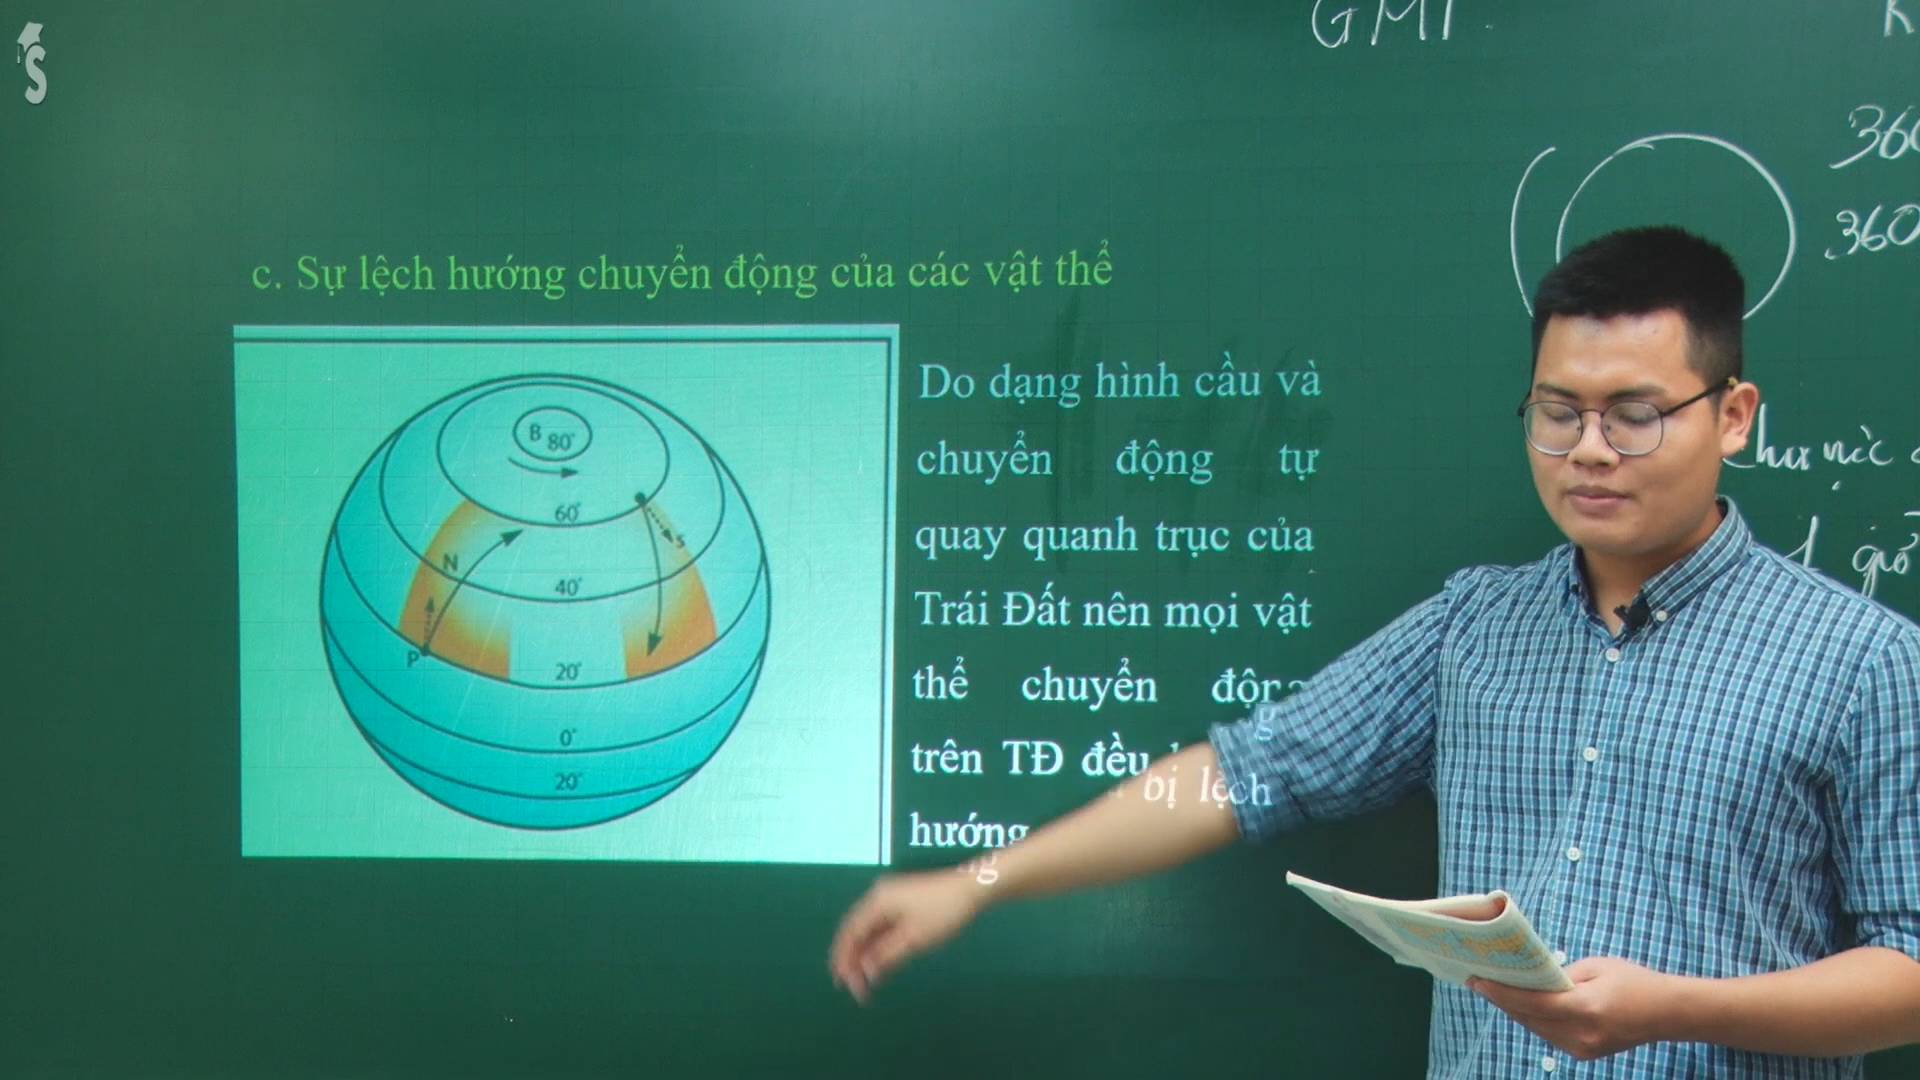 S
GMT
360
360
c. Sự lệch hướng chuyển động của các vật thể
B 80°
60°
N
S
40°
P
20°
0°
20°
Do dạng hình cầu và
chuyển động tự
quay quanh trục của
Trái Đất nên mọi vật
thể chuyển động
trên TĐ đều bị lệch
hướng
giờ